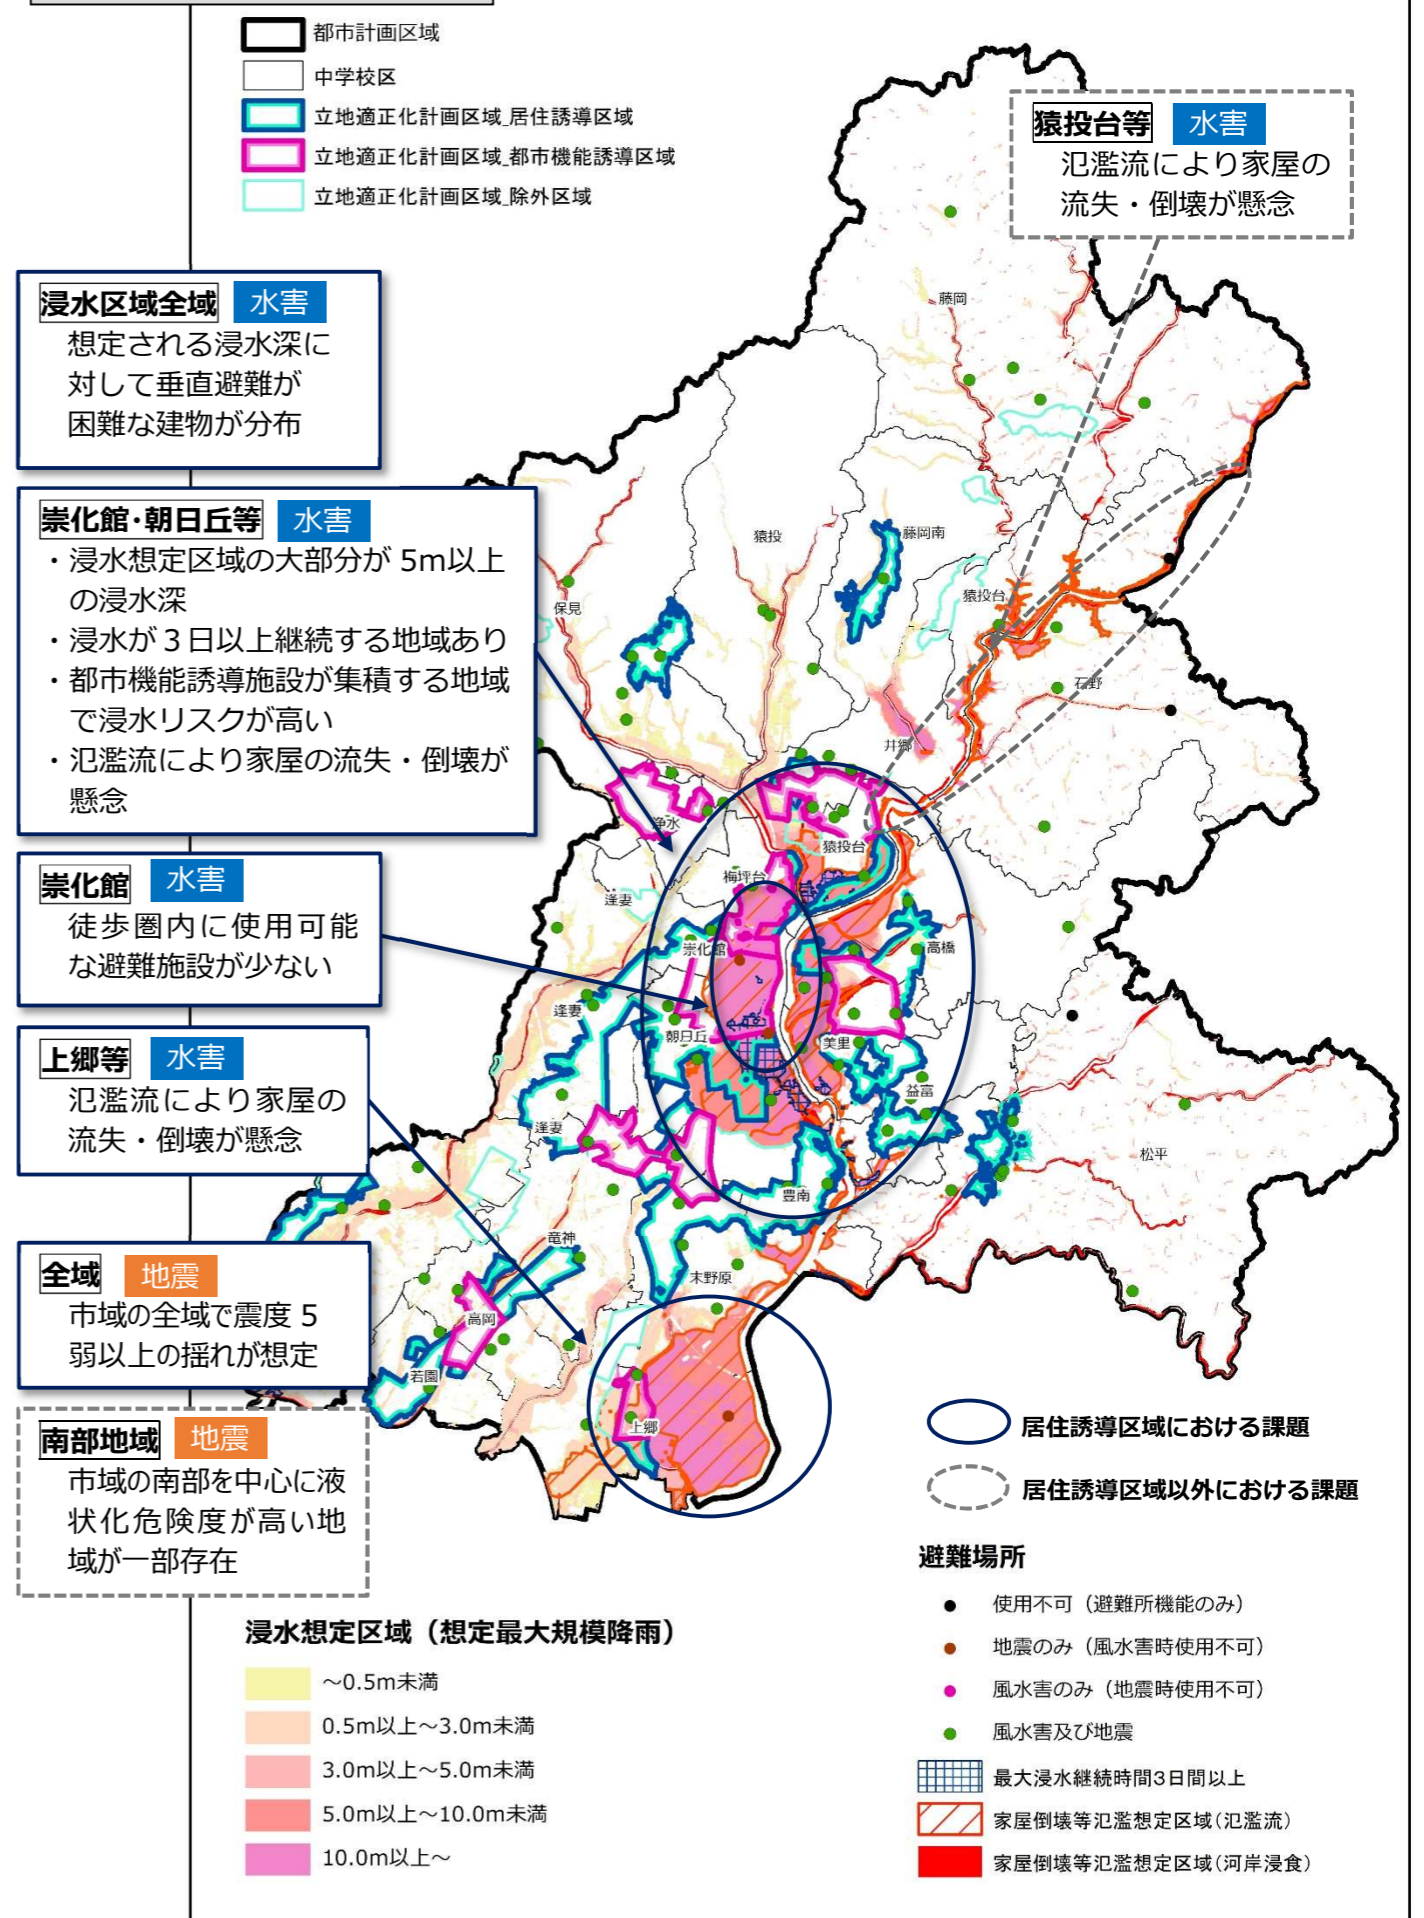 都市計画区域
中学校区
立地適正化計画区域_居住誘導区域
立地適正化計画区域_都市機能誘導区域
立地適正化計画区域_除外区域
猿投台等 水害
氾濫流により家屋の
流失・倒壊が懸念
浸水区域全域 水害
想定される浸水深に
対して垂直避難が
困難な建物が分布
崇化館・朝日丘等 水害
・浸水想定区域の大部分が 5m以上
の浸水深
・浸水が３日以上継続する地域あり
・都市機能誘導施設が集積する地域
で浸水リスクが高い
・氾濫流により家屋の流失・倒壊が
懸念
崇化館 水害
徒歩圏内に使用可能
な避難施設が少ない
上郷等 水害
氾濫流により家屋の
流失・倒壊が懸念
全域 地震
市域の全域で震度 5
弱以上の揺れが想定
南部地域 地震
市域の南部を中心に液
状化危険度が高い地
域が一部存在
藤岡
猿投
藤岡南
保見
猿投台
石野
井郷
浄水
猿投台
梅坪台
逢妻
崇化館
高橋
逢妻
朝日丘
美里
益富
逢妻
松平
豊南
竜神
末野原
高岡
若園
上郷
居住誘導区域における課題
居住誘導区域以外における課題
避難場所
使用不可（避難所機能のみ）
地震のみ（風水害時使用不可）
風水害のみ（地震時使用不可）
風水害及び地震
最大浸水継続時間3日間以上
家屋倒壊等氾濫想定区域(氾濫流)
家屋倒壊等氾濫想定区域(河岸浸食)
浸水想定区域（想定最大規模降雨）
～0.5m未満
0.5m以上～3.0m未満
3.0m以上～5.0m未満
5.0m以上～10.0m未満
10.0m以上～